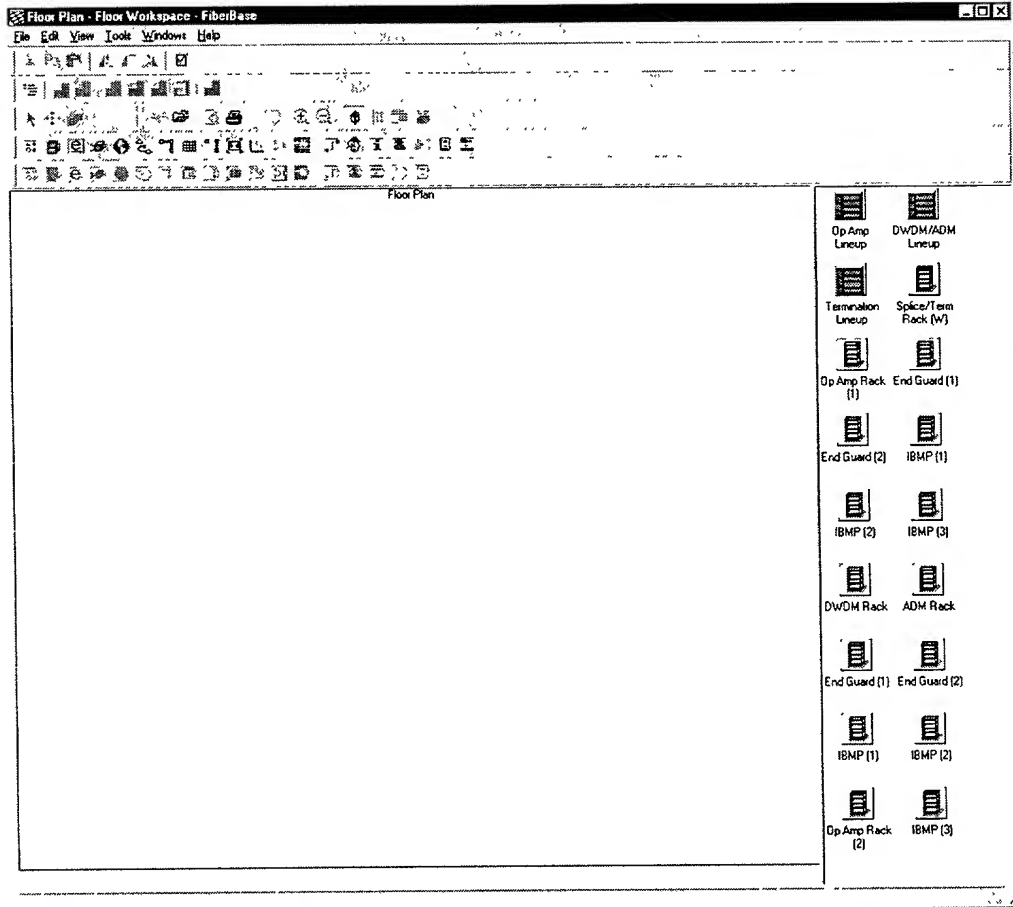 Floor Plan - Floor Workspace - FiberBase
File Edit View Tools Windows Help
Floor Plan
Op Amp Lineup
DWDM/ADM Lineup
Termination Lineup
Splice/Term Rack (W)
Op Amp Rack (1)
End Guard (1)
End Guard (2)
IBMP (1)
IBMP (2)
IBMP (3)
DWDM Rack
ADM Rack
End Guard (1)
End Guard (2)
IBMP (1)
IBMP (2)
Op Amp Rack (2)
IBMP (3)